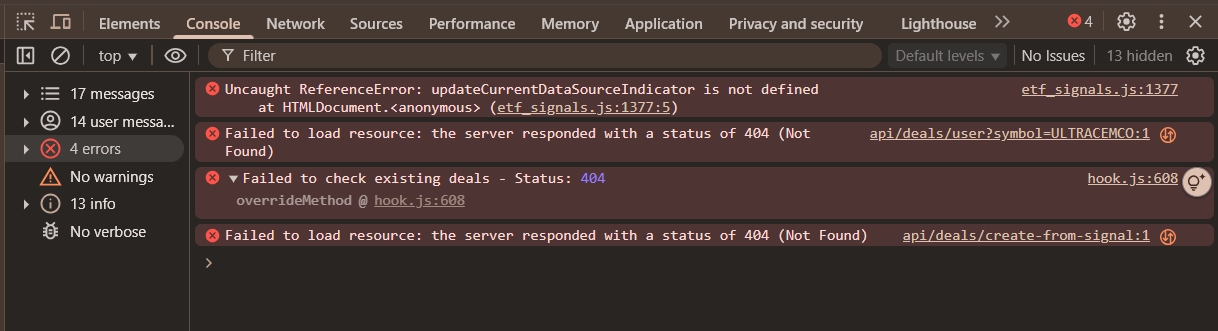 Elements Console Network Sources Performance Memory Application Privacy and security Lighthouse 4
top Filter Default levels No Issues 13 hidden
17 messages
14 user messa...
4 errors
No warnings
13 info
No verbose
Uncaught ReferenceError: updateCurrentDataSourceIndicator is not defined etf_signals.js:1377
at HTMLDocument.<anonymous> (etf_signals.js:1377:5)
Failed to load resource: the server responded with a status of 404 (Not api/deals/user?symbol=ULTRACEMCO:1
Found)
Failed to check existing deals - Status: 404 hook.js:608
overrideMethod @ hook.js:608
Failed to load resource: the server responded with a status of 404 (Not Found) api/deals/create-from-signal:1